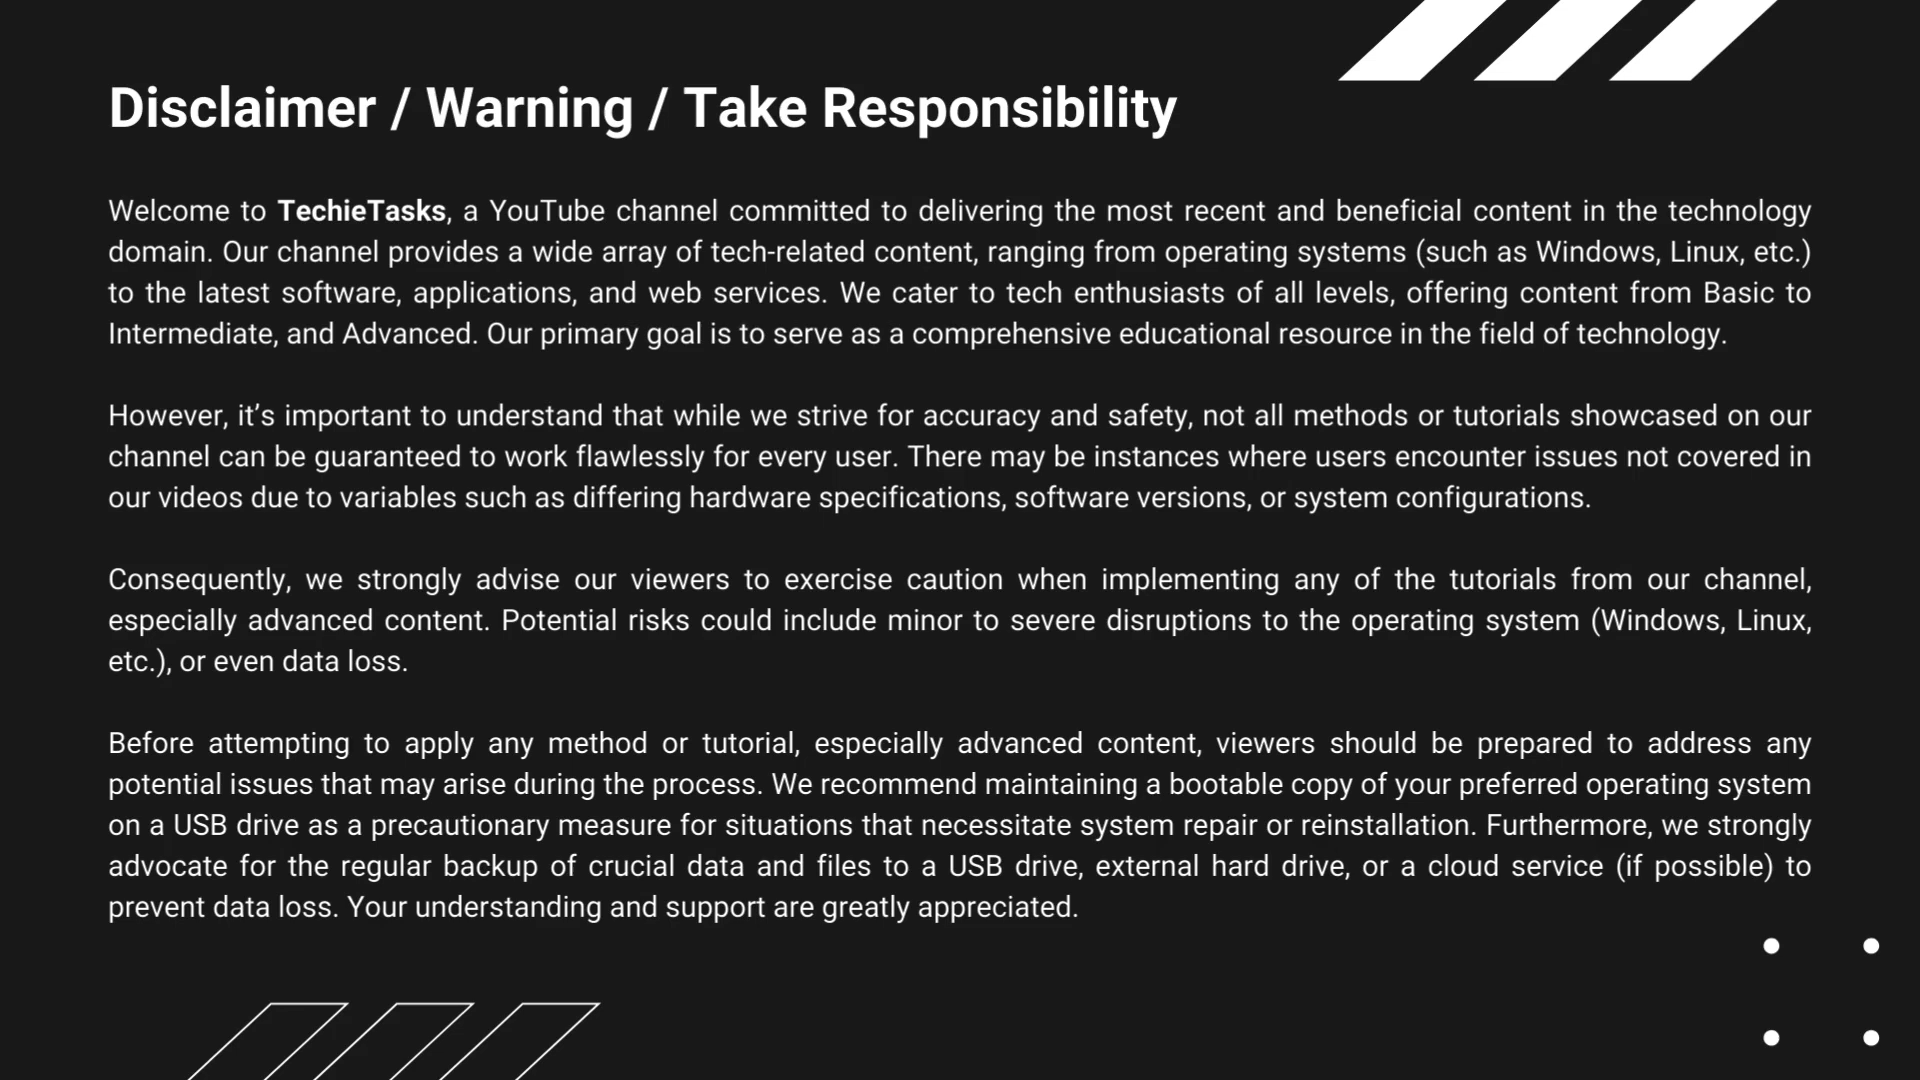 Disclaimer / Warning / Take Responsibility
Welcome to TechieTasks, a YouTube channel committed to delivering the most recent and beneficial content in the technology
domain. Our channel provides a wide array of tech-related content, ranging from operating systems (such as Windows, Linux, etc.)
to the latest software, applications, and web services. We cater to tech enthusiasts of all levels, offering content from Basic to
Intermediate, and Advanced. Our primary goal is to serve as a comprehensive educational resource in the field of technology.
However, it’s important to understand that while we strive for accuracy and safety, not all methods or tutorials showcased on our
channel can be guaranteed to work flawlessly for every user. There may be instances where users encounter issues not covered in
our videos due to variables such as differing hardware specifications, software versions, or system configurations.
Consequently, we strongly advise our viewers to exercise caution when implementing any of the tutorials from our channel,
especially advanced content. Potential risks could include minor to severe disruptions to the operating system (Windows, Linux,
etc.), or even data loss.
Before attempting to apply any method or tutorial, especially advanced content, viewers should be prepared to address any
potential issues that may arise during the process. We recommend maintaining a bootable copy of your preferred operating system
on a USB drive as a precautionary measure for situations that necessitate system repair or reinstallation. Furthermore, we strongly
advocate for the regular backup of crucial data and files to a USB drive, external hard drive, or a cloud service (if possible) to
prevent data loss. Your understanding and support are greatly appreciated.